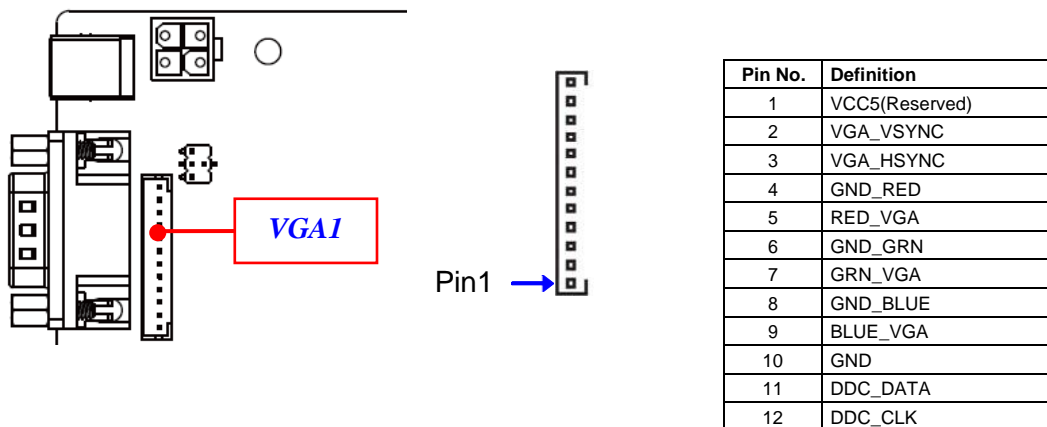 VGA1
Pin1
Pin No. Definition
1 VCC5(Reserved)
2 VGA_VSYNC
3 VGA_HSYNC
4 GND_RED
5 RED_VGA
6 GND_GRN
7 GRN_VGA
8 GND_BLUE
9 BLUE_VGA
10 GND
11 DDC_DATA
12 DDC_CLK